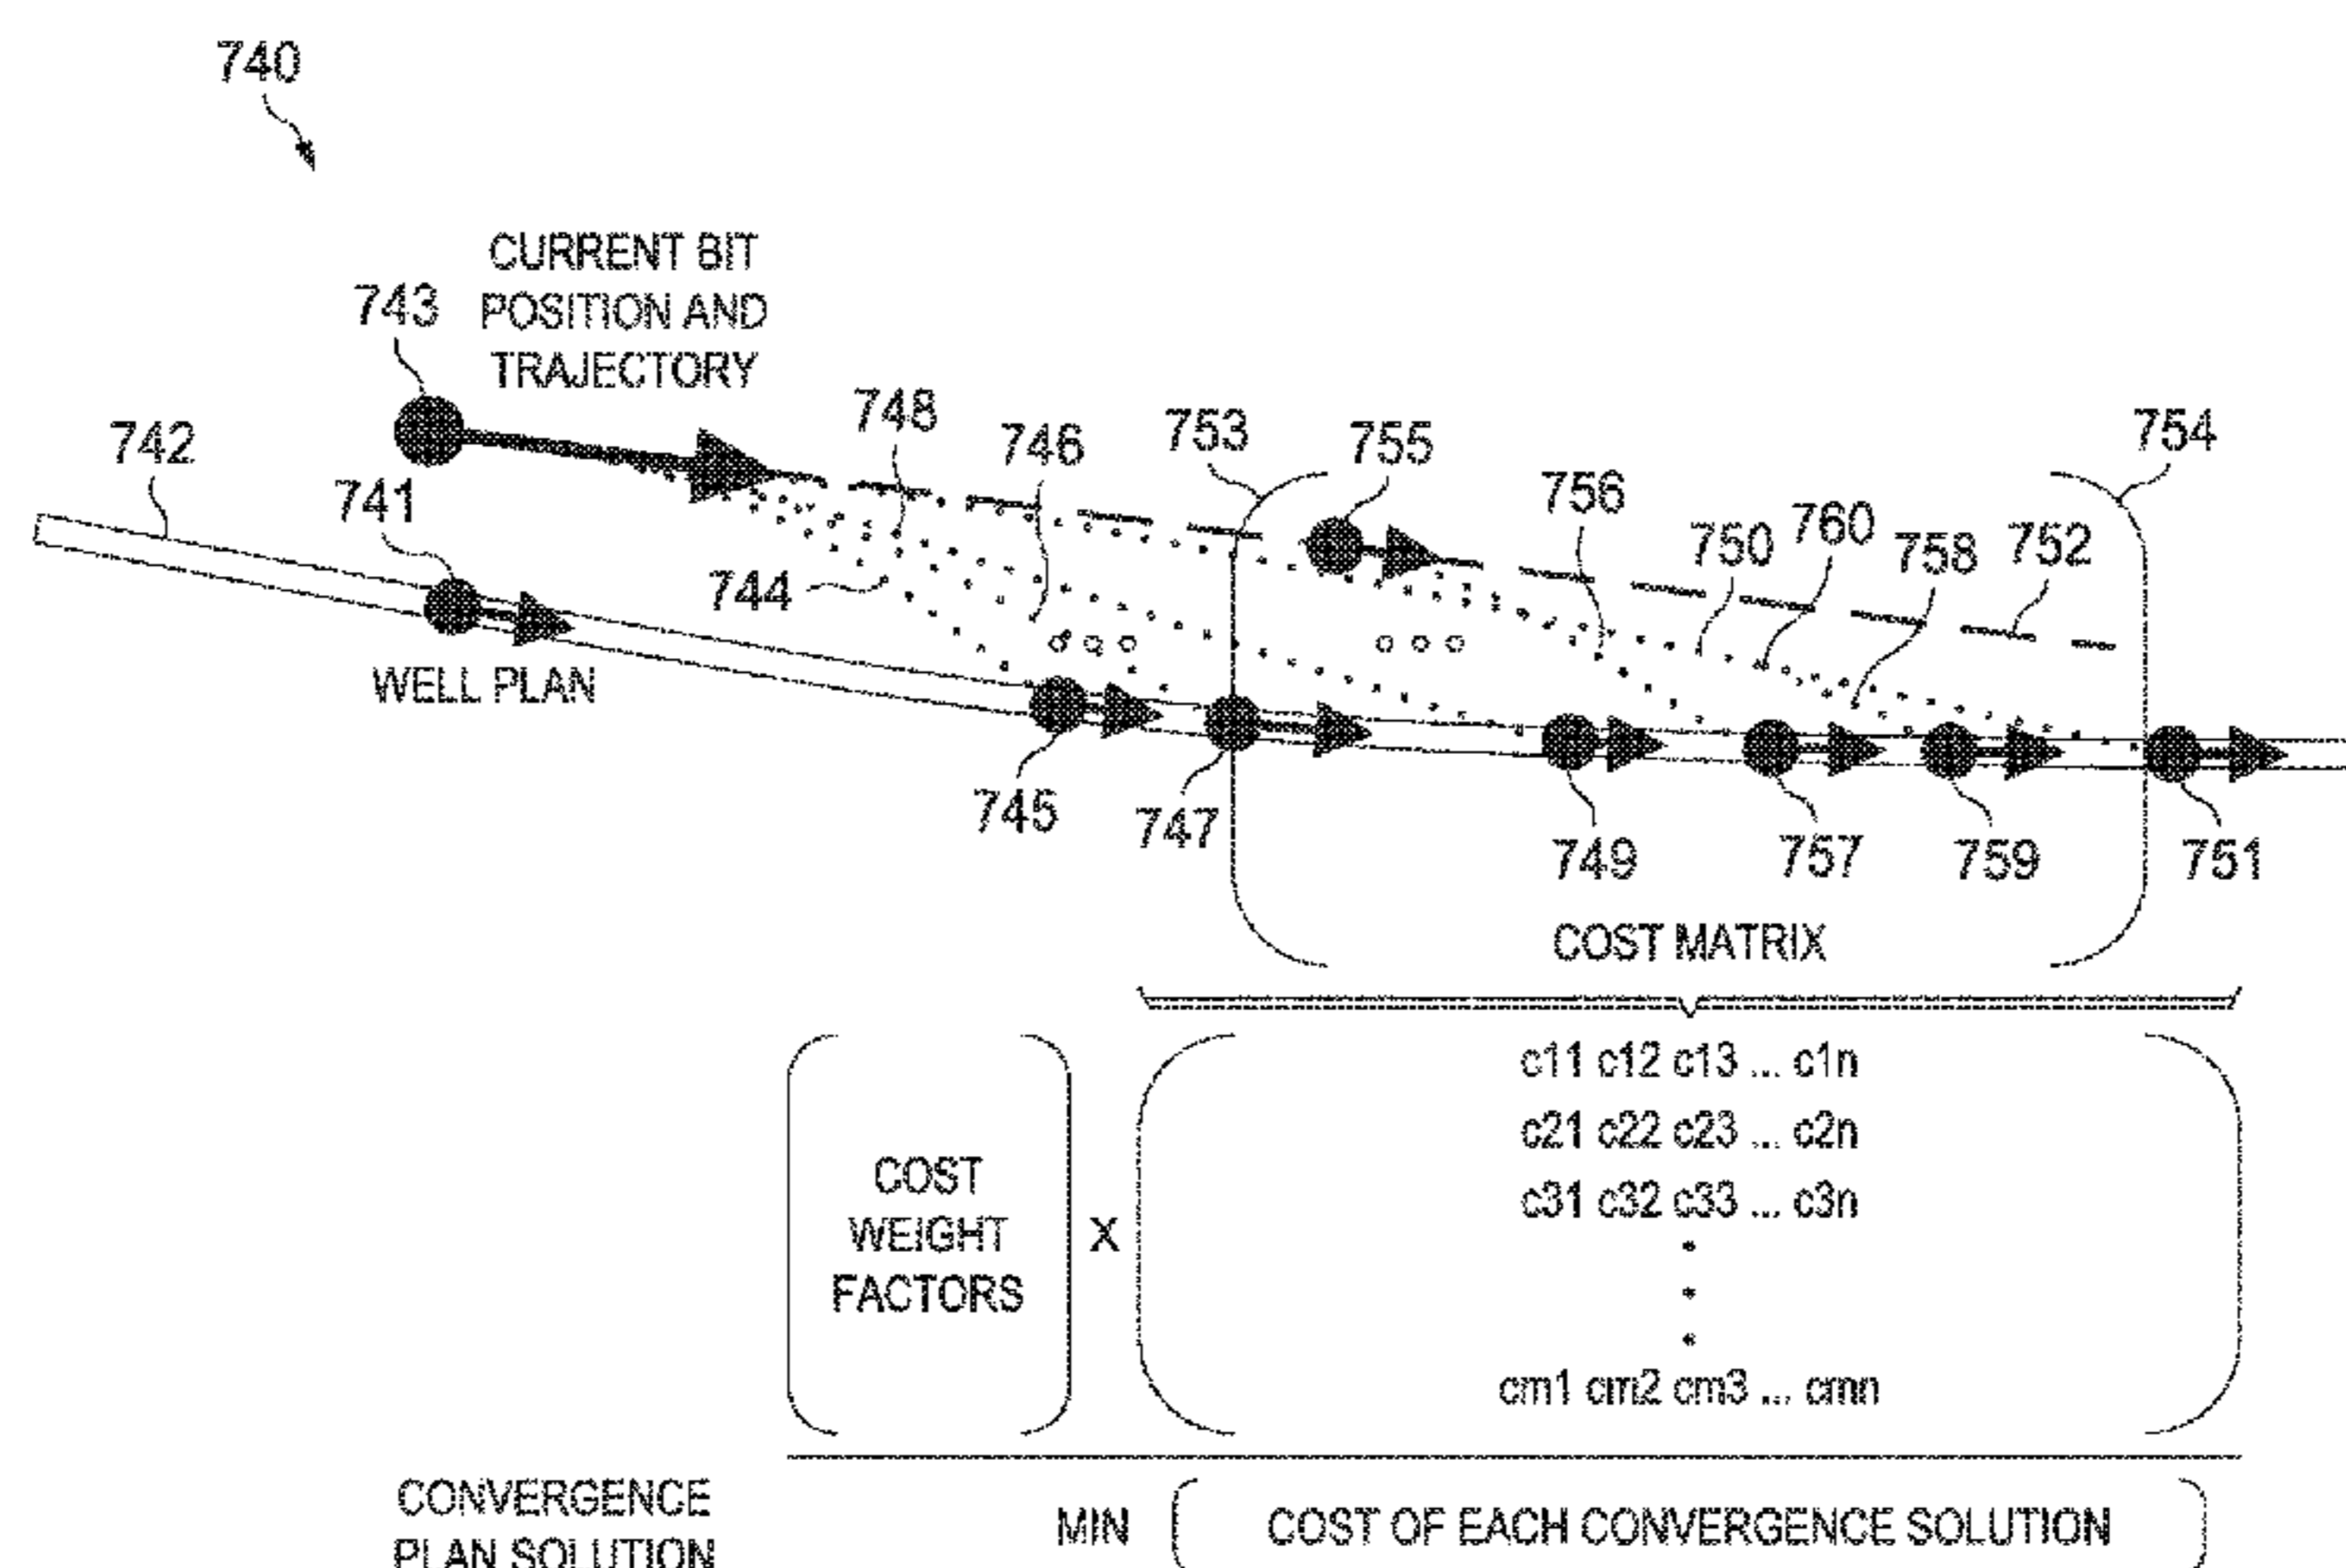 740
CURRENT BIT
POSITION AND
TRAJECTORY
743
742
741
748
746
753
755
754
756
750
760
758
752
744
WELL PLAN
745
747
749
757
759
751
COST MATRIX
COST
WEIGHT
FACTORS
X
c11 c12 c13 ... c1n
c21 c22 c23 ... c2n
c31 c32 c33 ... c3n
cm1 cm2 cm3 ... cmn
CONVERGENCE
PLAN SOLUTION
MIN
COST OF EACH CONVERGENCE SOLUTION